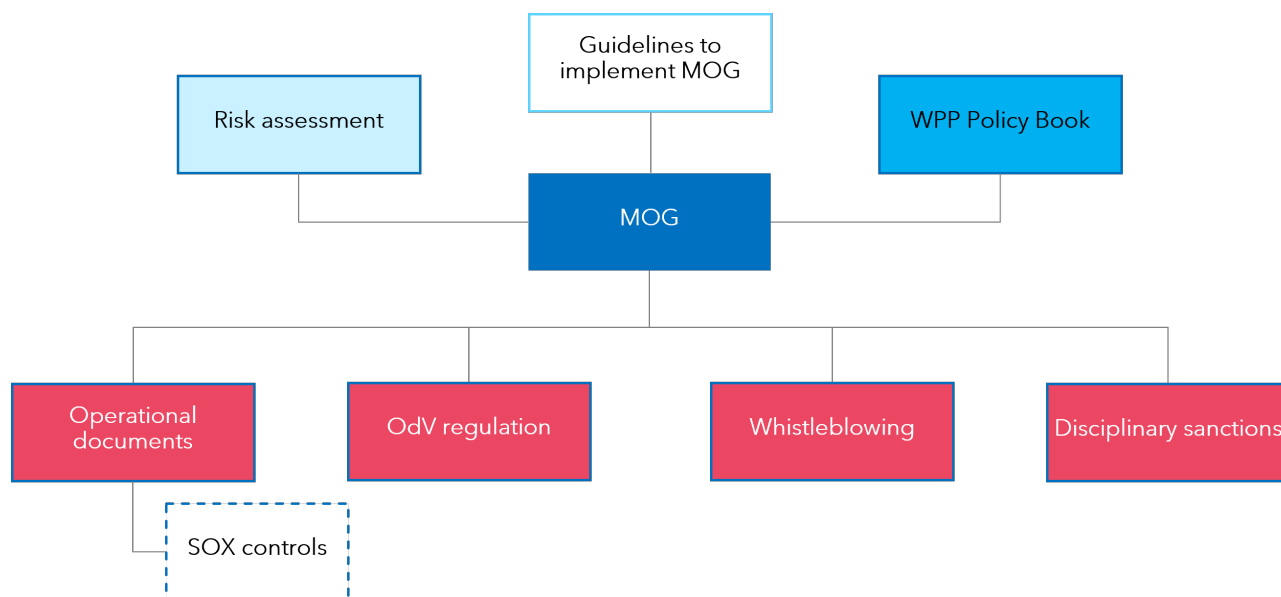 Guidelines to
implement MOG
Risk assessment
WPP Policy Book
MOG
Operational
documents
OdV regulation
Whistleblowing
Disciplinary sanctions
SOX controls